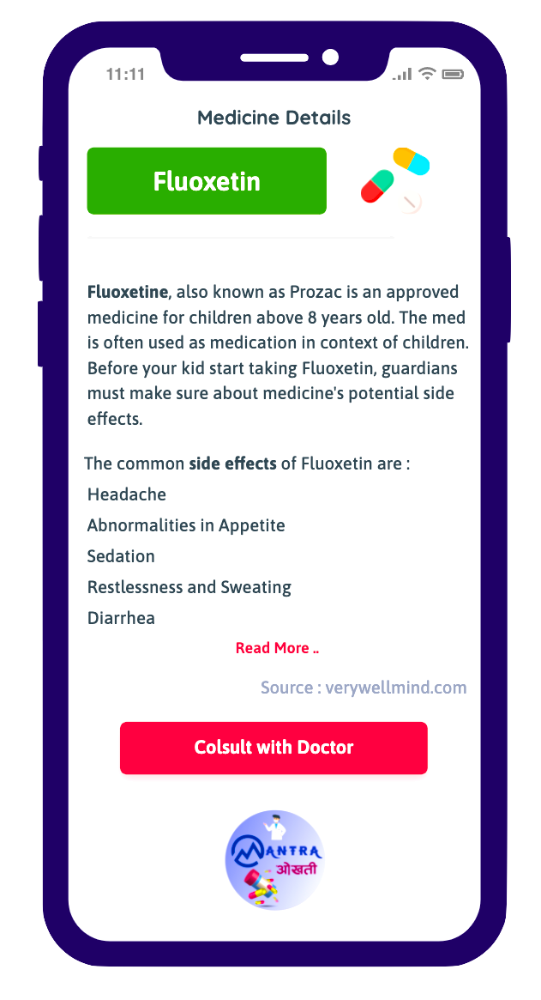 11:11
Medicine Details
Fluoxetin
Fluoxetine, also known as Prozac is an approved
medicine for children above 8 years old. The med
is often used as medication in context of children.
Before your kid start taking Fluoxetin, guardians
must make sure about medicine's potential side
effects.
The common side effects of Fluoxetin are :
Headache
Abnormalities in Appetite
Sedation
Restlessness and Sweating
Diarrhea
Read More ..
Source : verywellmind.com
Colsult with Doctor
MANTRA
ओखती